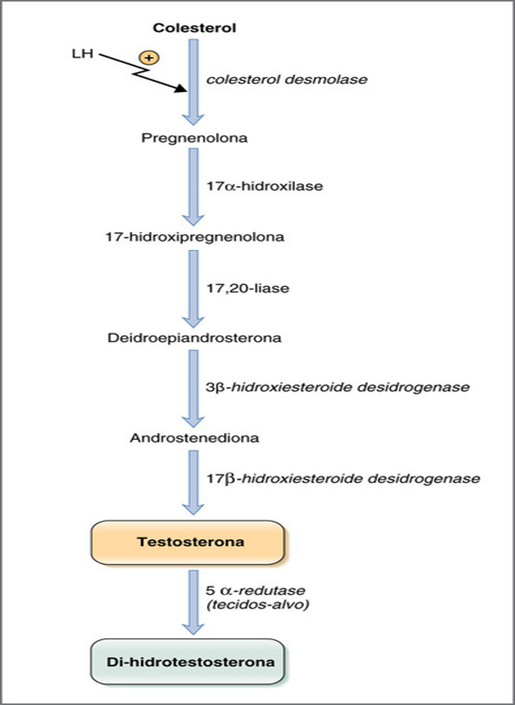 Colesterol
LH
+
colesterol desmolase
Pregnenolona
17α-hidroxilase
17-hidroxipregnenolona
17,20-liase
Deidroepiandrosterona
3β-hidroxiesteroide desidrogenase
Androstenediona
17β-hidroxiesteroide desidrogenase
Testosterona
5 α-redutase
(tecidos-alvo)
Di-hidrotestosterona